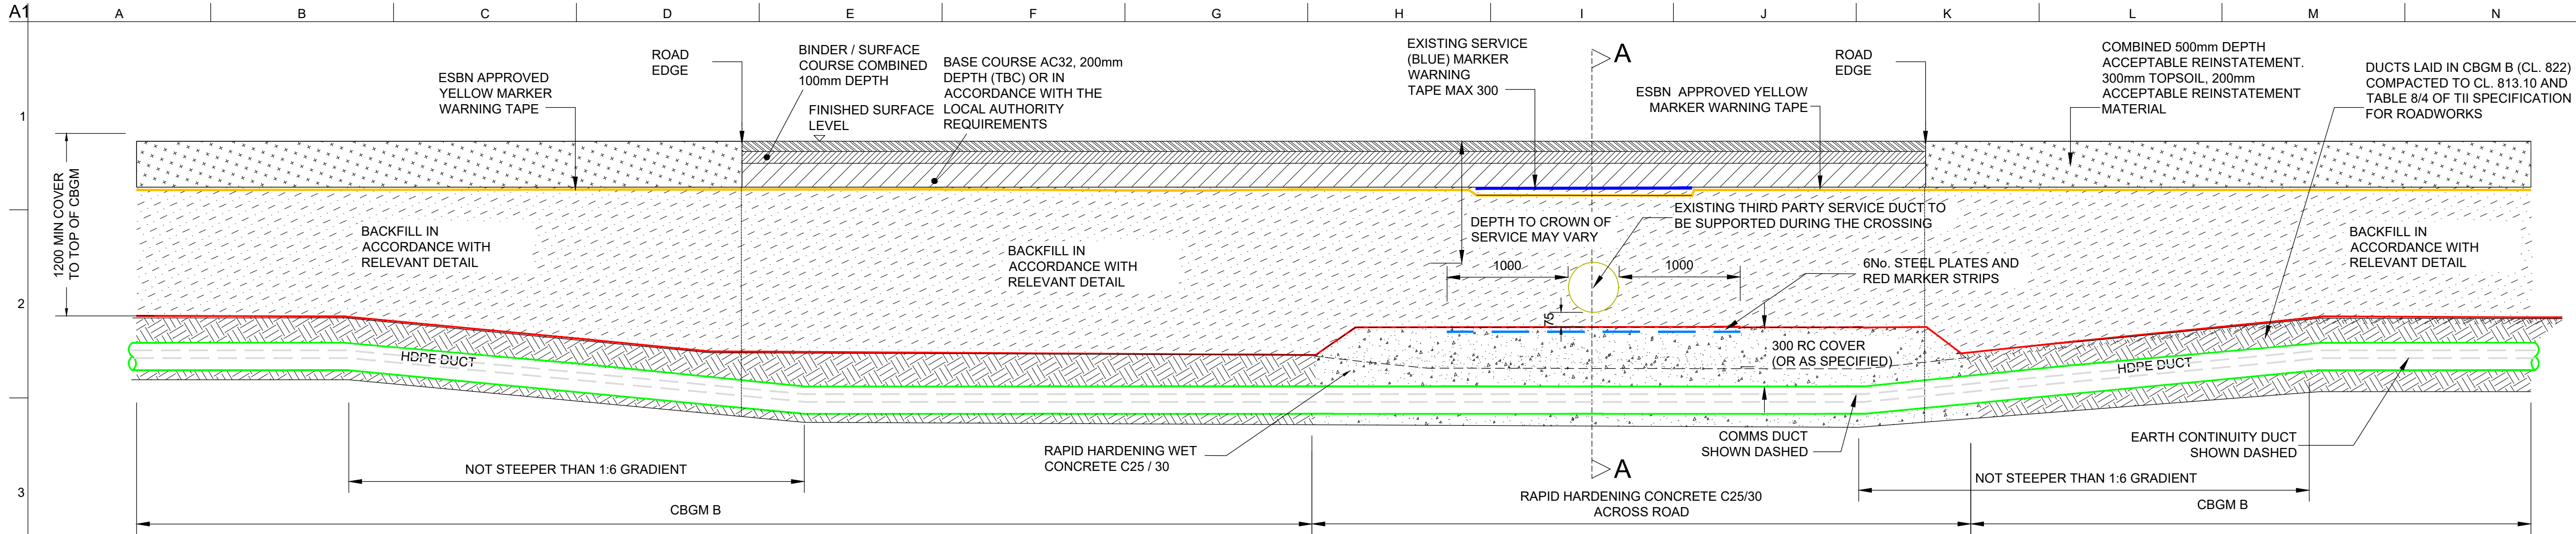 A1
A B C D E F G H I J K L M N
1
2
3
ESBN APPROVED
YELLOW MARKER
WARNING TAPE
ROAD
EDGE
BINDER / SURFACE
COURSE COMBINED
100mm DEPTH
FINISHED SURFACE
LEVEL
BASE COURSE AC32, 200mm
DEPTH (TBC) OR IN
ACCORDANCE WITH THE
LOCAL AUTHORITY
REQUIREMENTS
EXISTING SERVICE
(BLUE) MARKER
WARNING
TAPE MAX 300
A
ESBN APPROVED YELLOW
MARKER WARNING TAPE
ROAD
EDGE
COMBINED 500mm DEPTH
ACCEPTABLE REINSTATEMENT.
300mm TOPSOIL, 200mm
ACCEPTABLE REINSTATEMENT
MATERIAL
DUCTS LAID IN CBGM B (CL. 822)
COMPACTED TO CL. 813.10 AND
TABLE 8/4 OF TII SPECIFICATION
FOR ROADWORKS
1200 MIN COVER
TO TOP OF CBGM
BACKFILL IN
ACCORDANCE WITH
RELEVANT DETAIL
BACKFILL IN
ACCORDANCE WITH
RELEVANT DETAIL
DEPTH TO CROWN OF
SERVICE MAY VARY
EXISTING THIRD PARTY SERVICE DUCT TO
BE SUPPORTED DURING THE CROSSING
BACKFILL IN
ACCORDANCE WITH
RELEVANT DETAIL
1000
1000
6No. STEEL PLATES AND
RED MARKER STRIPS
75
300 RC COVER
(OR AS SPECIFIED)
HDPE DUCT
HDPE DUCT
RAPID HARDENING WET
CONCRETE C25 / 30
COMMS DUCT
SHOWN DASHED
EARTH CONTINUITY DUCT
SHOWN DASHED
A
NOT STEEPER THAN 1:6 GRADIENT
NOT STEEPER THAN 1:6 GRADIENT
CBGM B
RAPID HARDENING CONCRETE C25/30
ACROSS ROAD
CBGM B